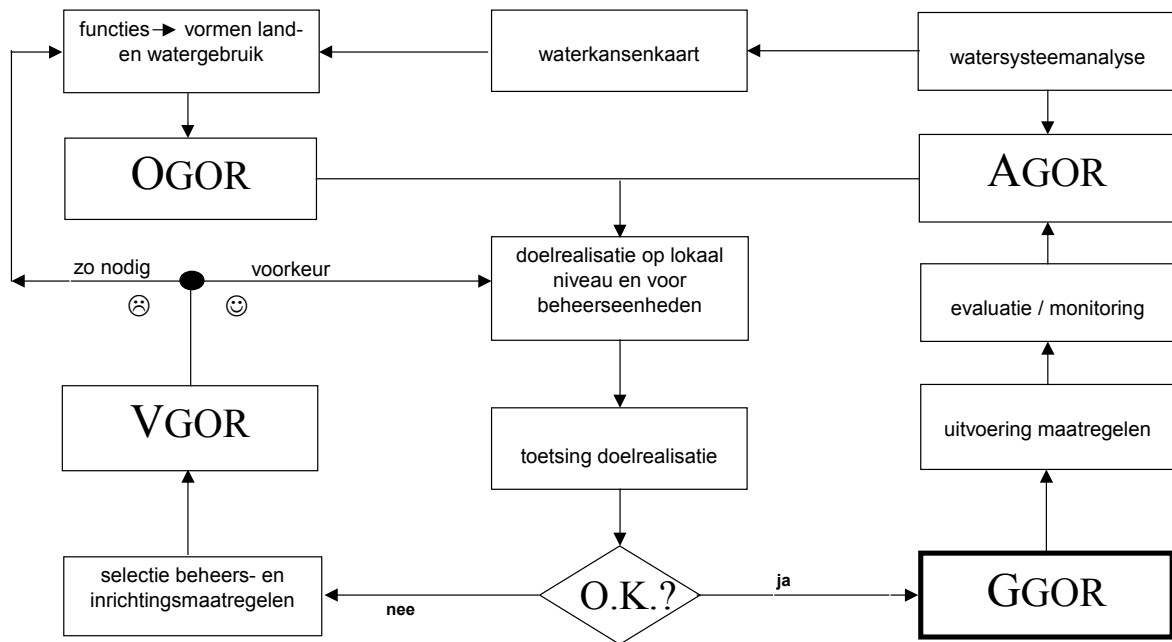 functies → vormen land-
en watergebruik
waterkansenkaart
watersysteemanalyse
OGOR
AGOR
zo nodig
voorkeur
doelrealisatie op lokaal
niveau en voor
beheerseenheden
evaluatie / monitoring
VGOR
toetsing doelrealisatie
uitvoering maatregelen
selectie beheers- en
inrichtingsmaatregelen
nee
O.K.?
ja
GGOR